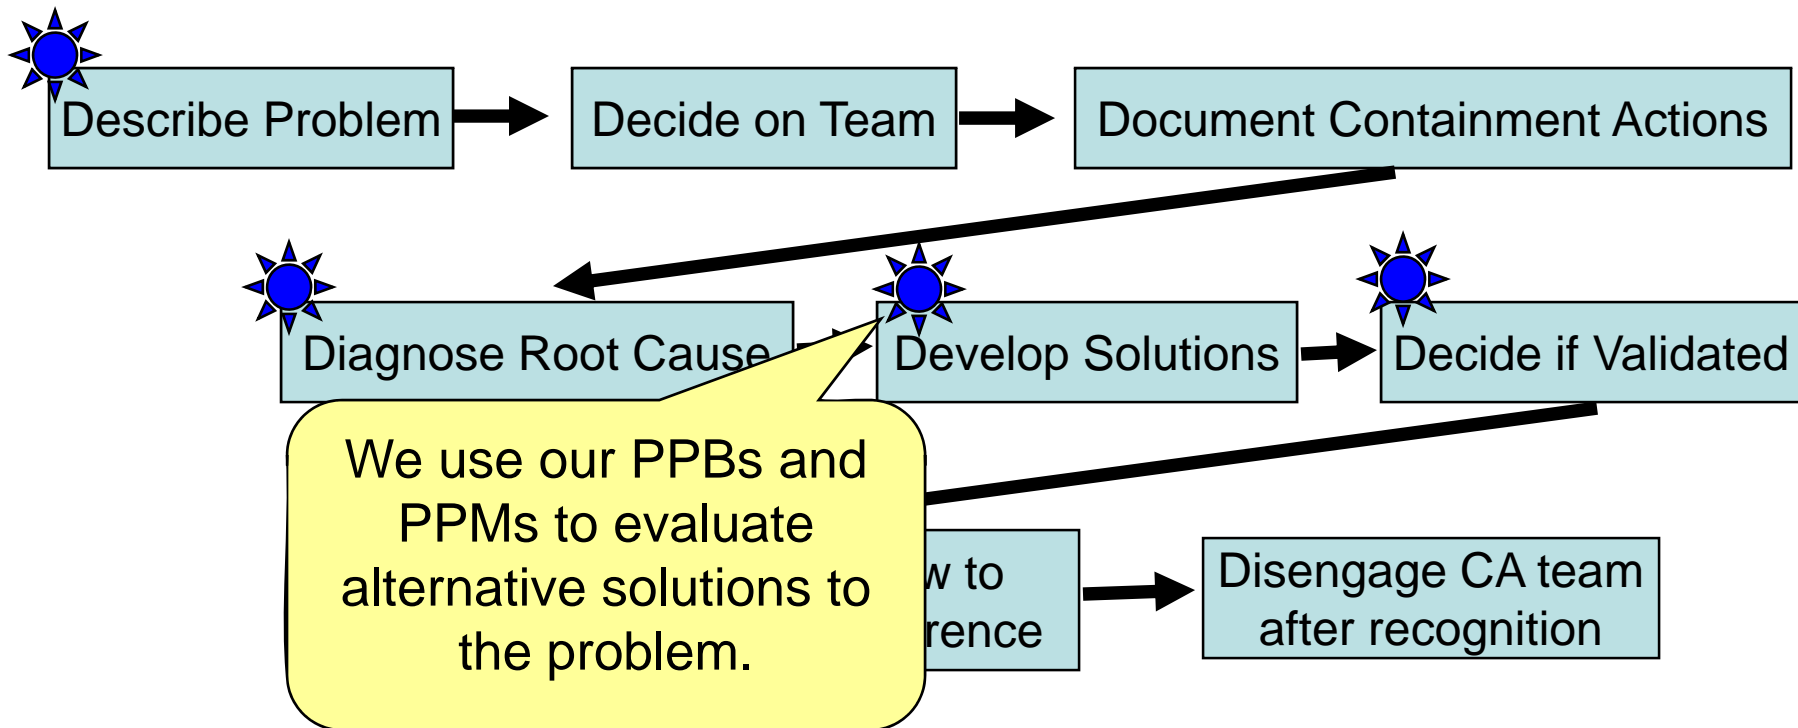 Describe Problem
Decide on Team
Document Containment Actions
Diagnose Root Cause
Develop Solutions
Decide if Validated
We use our PPBs and
PPMs to evaluate
alternative solutions to
the problem.
to
Disengage CA team
after recognition